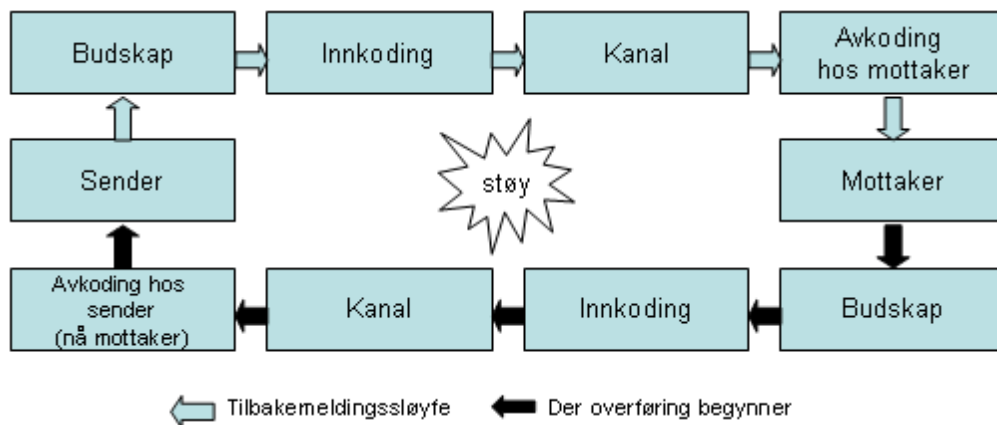 Budskap
Innkoding
Kanal
Avkoding
hos mottaker
Sender
støy
Mottaker
Avkoding hos
sender
(nå mottaker)
Kanal
Innkoding
Budskap
Tilbakemeldingssløyfe
Der overføring begynner